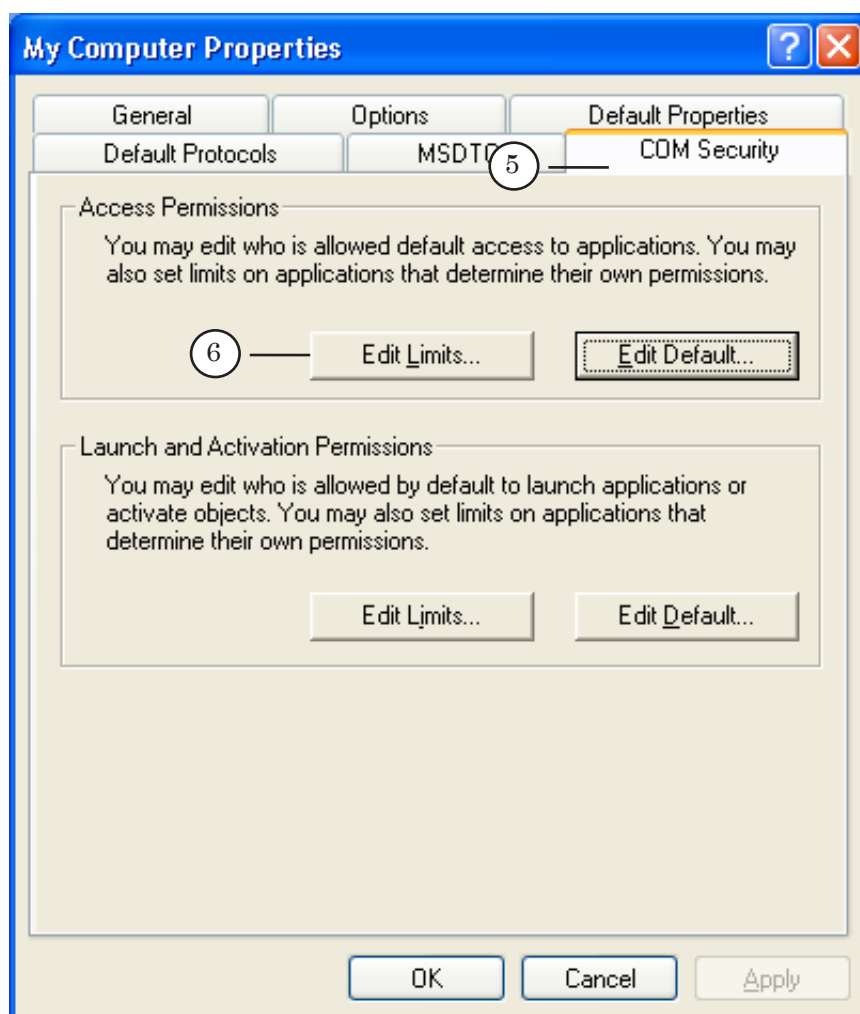 My Computer Properties
General Options Default Properties
Default Protocols MSDTC COM Security
5
Access Permissions
You may edit who is allowed default access to applications. You may
also set limits on applications that determine their own permissions.
6 Edit Limits... Edit Default...
Launch and Activation Permissions
You may edit who is allowed by default to launch applications or
activate objects. You may also set limits on applications that
determine their own permissions.
Edit Limits... Edit Default...
OK Cancel Apply